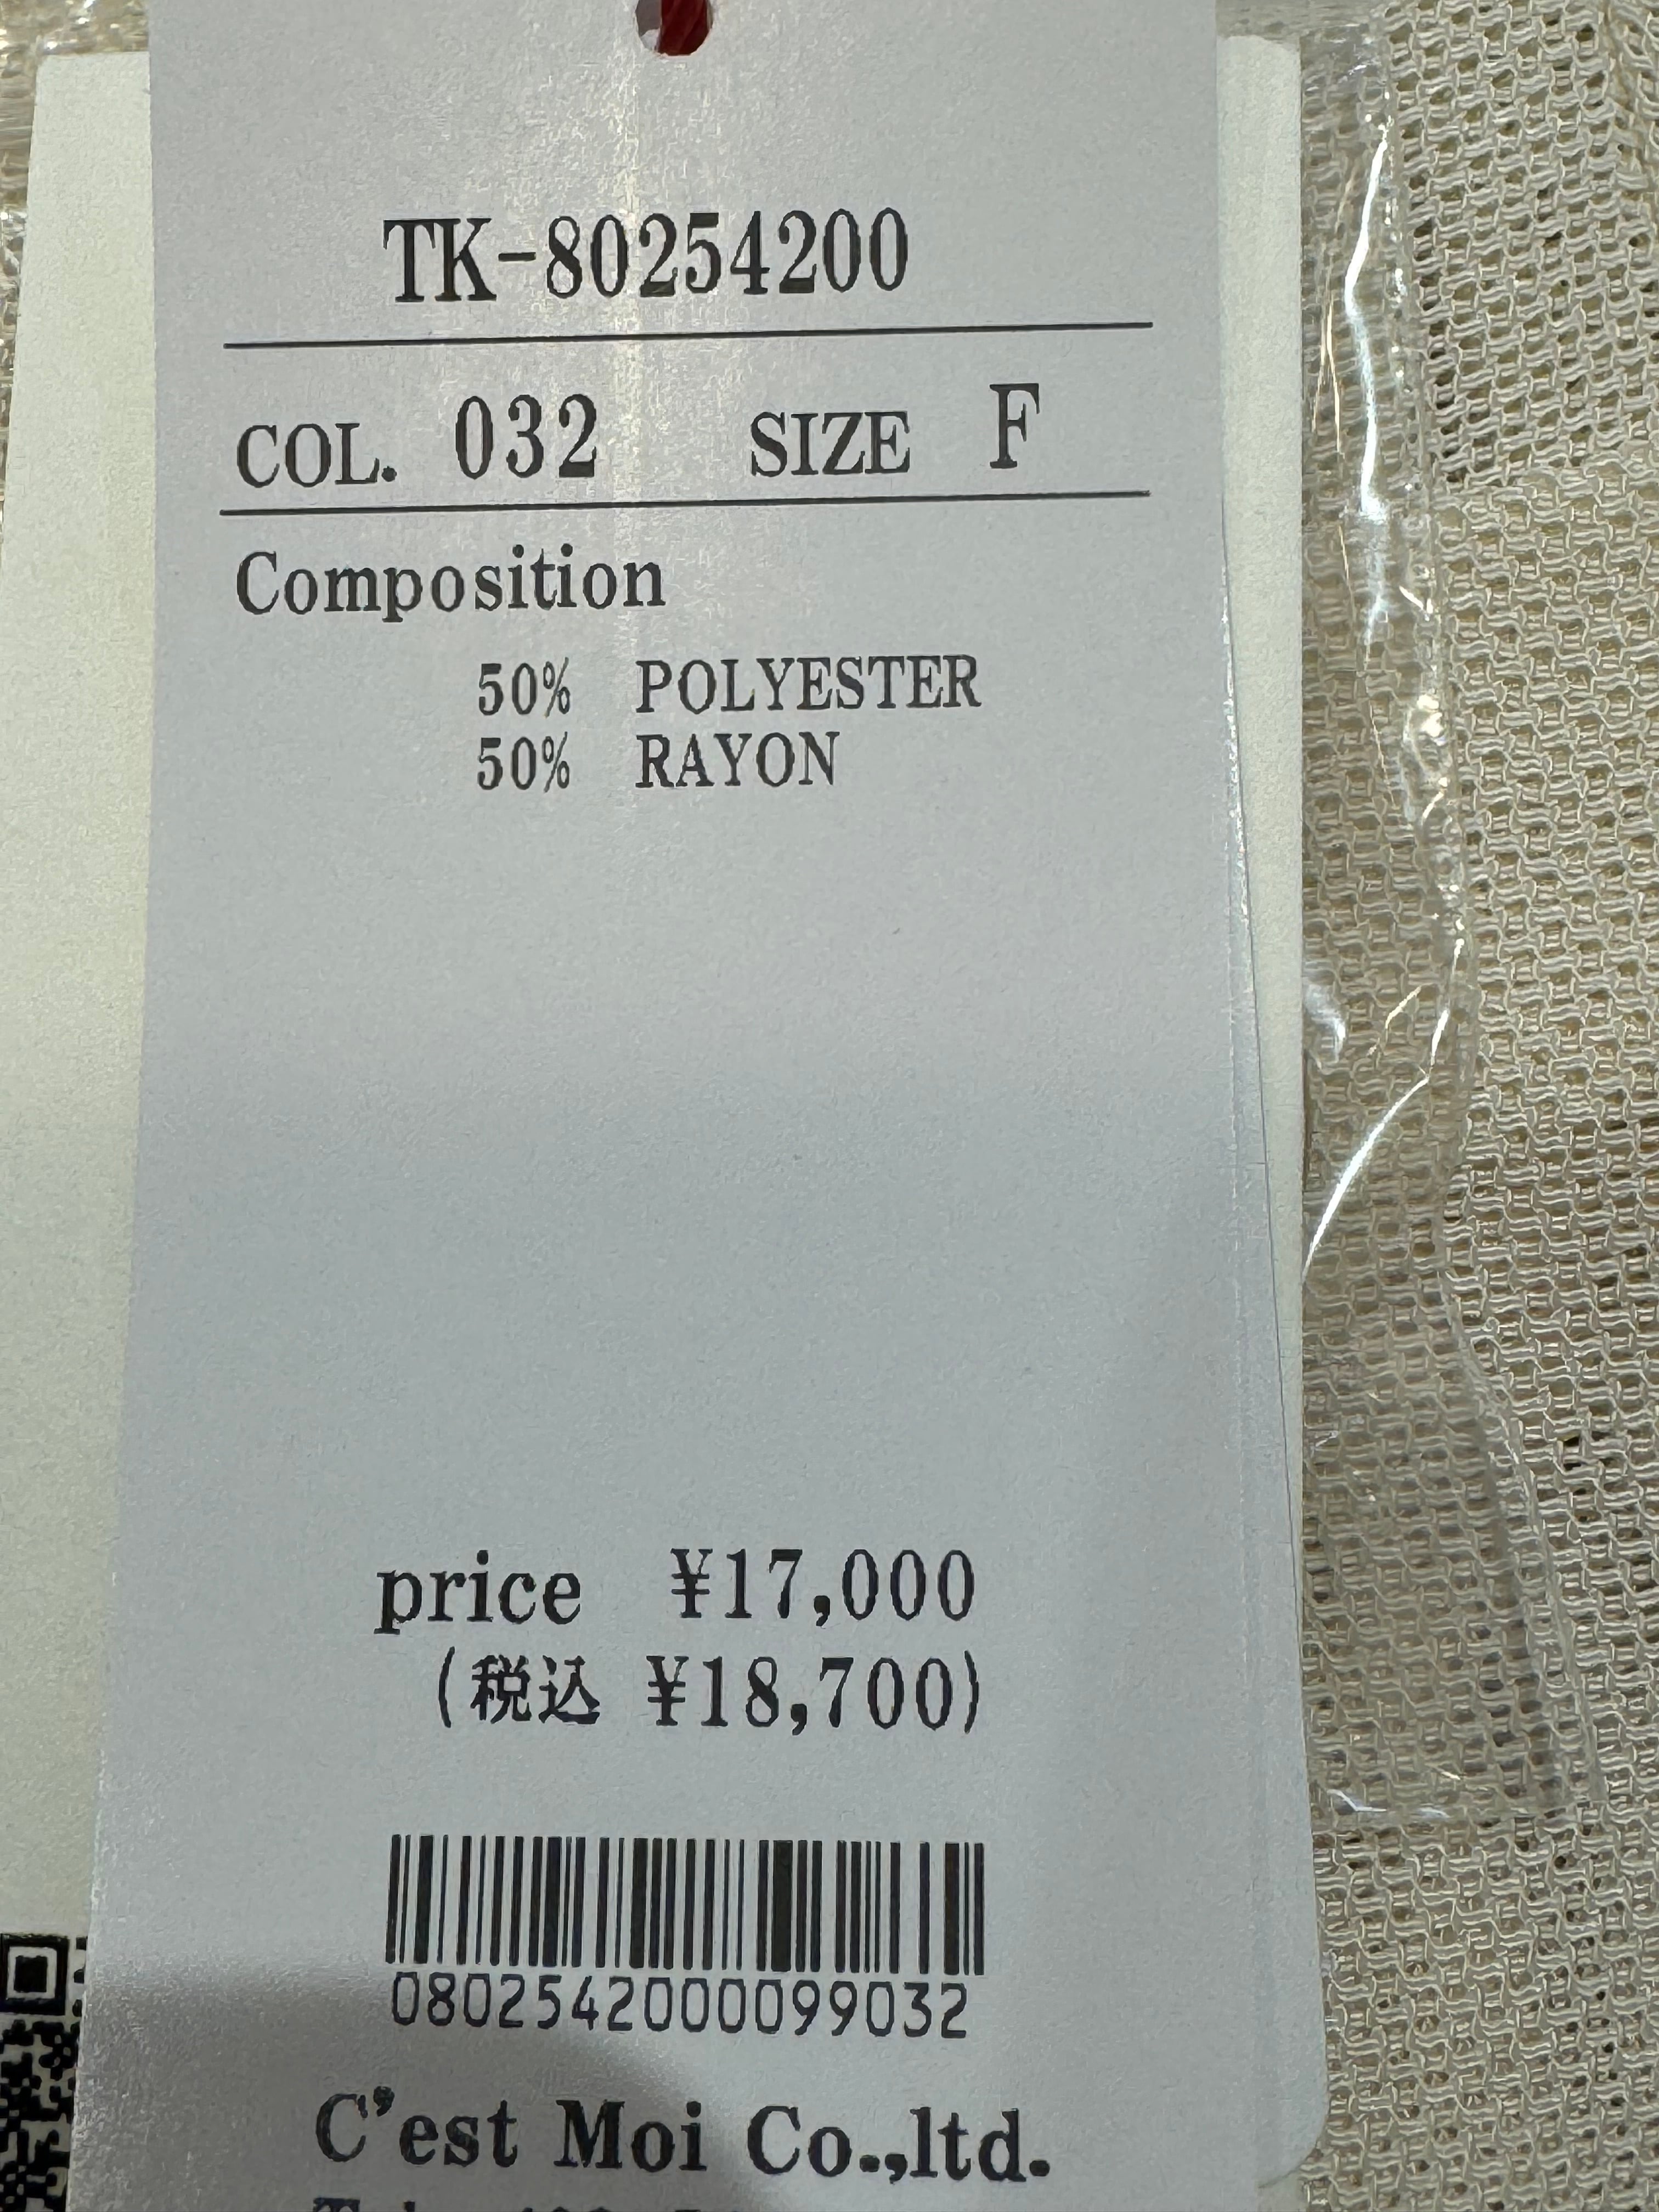 TK-80254200
COL. 032 SIZE F
Composition
50% POLYESTER
50% RAYON
price ¥17,000
(税込 ¥18,700)
0802542000099032
C'est Moi Co.,ltd.